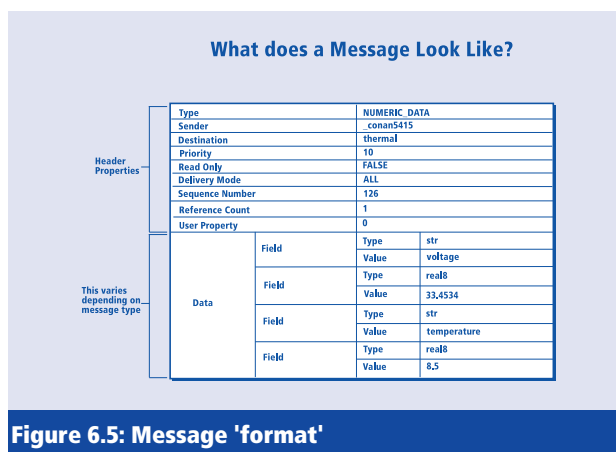 What does a Message Look Like?
Header
Properties
Type NUMERIC_DATA
Sender _conan5415
Destination thermal
Priority 10
Read Only FALSE
Delivery Mode ALL
Sequence Number 126
Reference Count 1
User Property 0
This varies
depending on
message type
Data
Field Type str
Value voltage
Field Type real8
Value 33.4534
Field Type str
Value temperature
Field Type real8
Value 8.5
Figure 6.5: Message 'format'